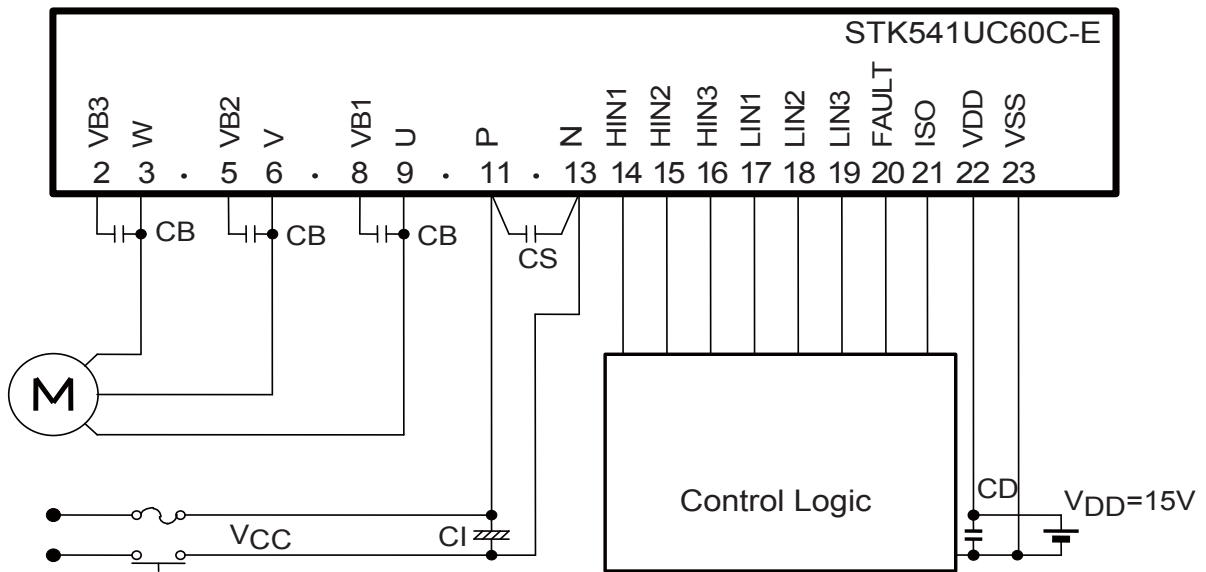 STK541UC60C-E
VB3 W VB2 V VB1 U P N HIN1 HIN2 HIN3 LIN1 LIN2 LIN3 FAULT ISO VDD VSS
2 3 . 5 6 . 8 9 . 11 . 13 14 15 16 17 18 19 20 21 22 23
CB CB CB CS
M
Control Logic
CD VDD=15V
VCC CI